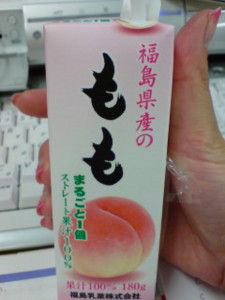 福島県産の
もも
まるごと1個
ストレート果汁100%
果汁100% 180g
福島乳業株式会社